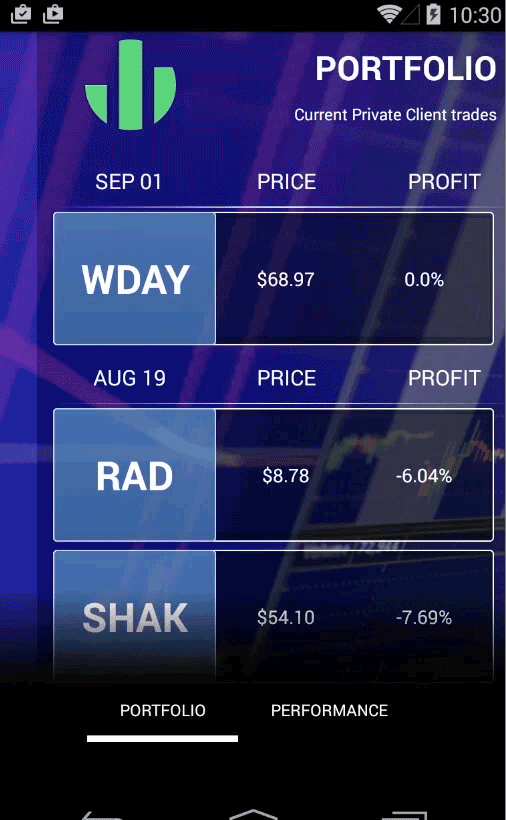 10:30
PORTFOLIO
Current Private Client trades
SEP 01 PRICE PROFIT
WDAY $68.97 0.0%
AUG 19 PRICE PROFIT
RAD $8.78 -6.04%
SHAK $54.10 -7.69%
PORTFOLIO PERFORMANCE